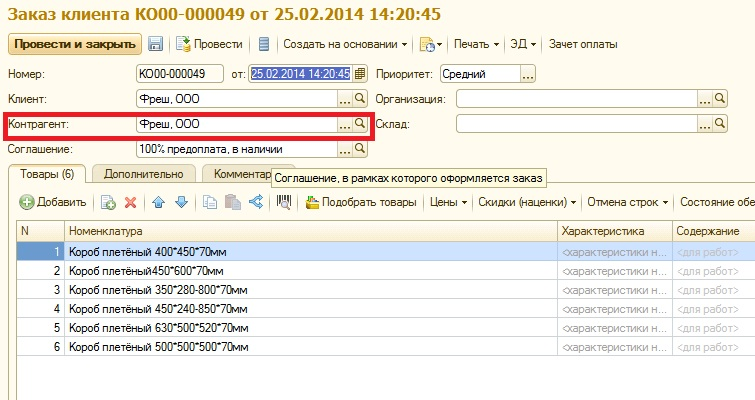 Заказ клиента КО00-000049 от 25.02.2014 14:20:45
Провести и закрыть Провести Создать на основании Печать ЭД Зачет оплаты
Номер: КО00-000049 от: 25.02.2014 14:20:45 Приоритет: Средний ...
Клиент: Фреш, ООО ... Организация: ...
Контрагент: Фреш, ООО ... Склад: ...
Соглашение: 100% предоплата, в наличии ...
Товары (6) Дополнительно Коммента
Соглашение, в рамках которого оформляется заказ
Добавить Подобрать товары Цены Скидки (наценки) Отмена строк Состояние обе
N Номенклатура Характеристика Содержание
1 Короб плетёный 400*450*70мм <характеристики н... <для работ>
2 Короб плетёный450*600*70мм <характеристики н... <для работ>
3 Короб плетёный 350*280-800*70мм <характеристики н... <для работ>
4 Короб плетёный 450*240-850*70мм <характеристики н... <для работ>
5 Короб плетёный 630*500*520*70мм <характеристики н... <для работ>
6 Короб плетёный 500*500*500*70мм <характеристики н... <для работ>